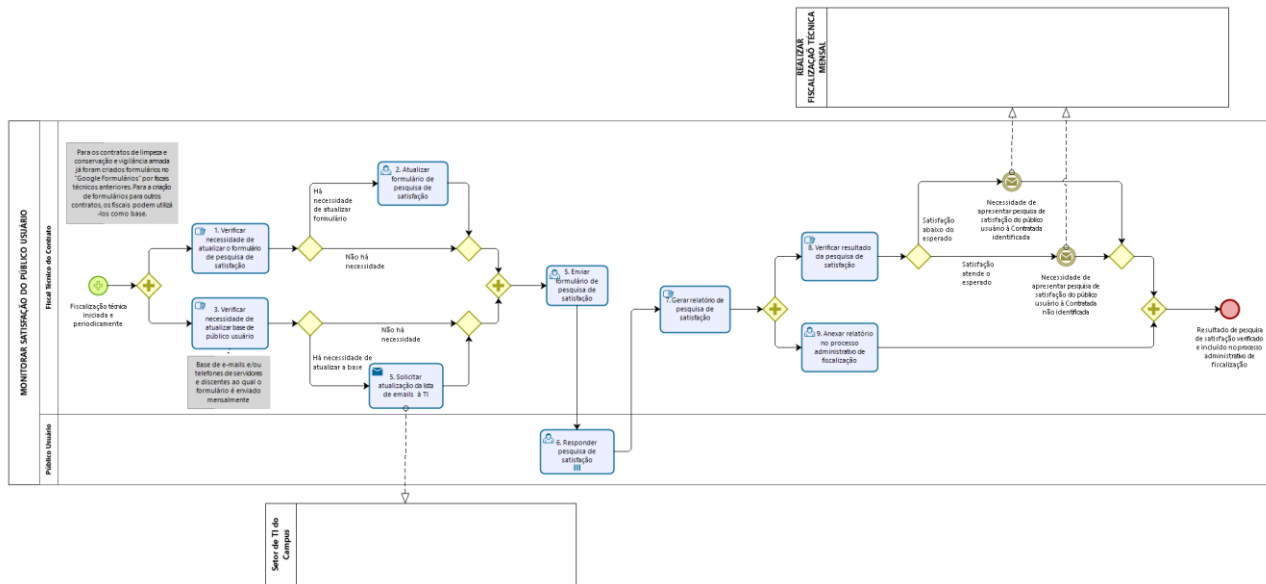 REALIZAR
FISCALIZAÇÃO TÉCNICA
MENSAL
MONITORAR SATISFAÇÃO DO PÚBLICO USUÁRIO
Fiscal Técnico do Contrato
Para os contratos de limpeza e
conservação e vigilância armada
já foram criados formulários no
"Google Formulários" por fiscais
técnicos anteriores. Para a criação
de formulários para outros
contratos, os fiscais podem utilizá
-los como base.
Fiscalização técnica
iniciada e
periodicamente
1. Verificar
necessidade de
atualizar o formulário
de pesquisa de
satisfação
Há
necessidade
de atualizar
formulário
2. Atualizar
formulário de
pesquisa de
satisfação
Não há
necessidade
3. Verificar
necessidade de
atualizar base de
público usuário
Base de e-mails e/ou
telefones de servidores
e discentes ao qual o
formulário é enviado
mensalmente
Não há
necessidade
Há necessidade de
atualizar a base
5. Solicitar
atualização da lista
de emails à TI
5. Enviar
formulário de
pesquisa de
satisfação
7. Gerar relatório de
pesquisa de
satisfação
8. Verificar resultado
da pesquisa de
satisfação
9. Anexar relatório
no processo
administrativo de
fiscalização
Satisfação
abaixo do
esperado
Necessidade de
apresentar pesquisa de
satisfação do público
usuário à Contratada
identificada
Satisfação
atende o
esperado
Necessidade de
apresentar pesquisa de
satisfação do público
usuário à Contratada
não identificada
Resultado de pesquisa
de satisfação verificado
e incluído no processo
administrativo de
fiscalização
Público Usuário
6. Responder
pesquisa de
satisfação
Setor de TI do
Campus